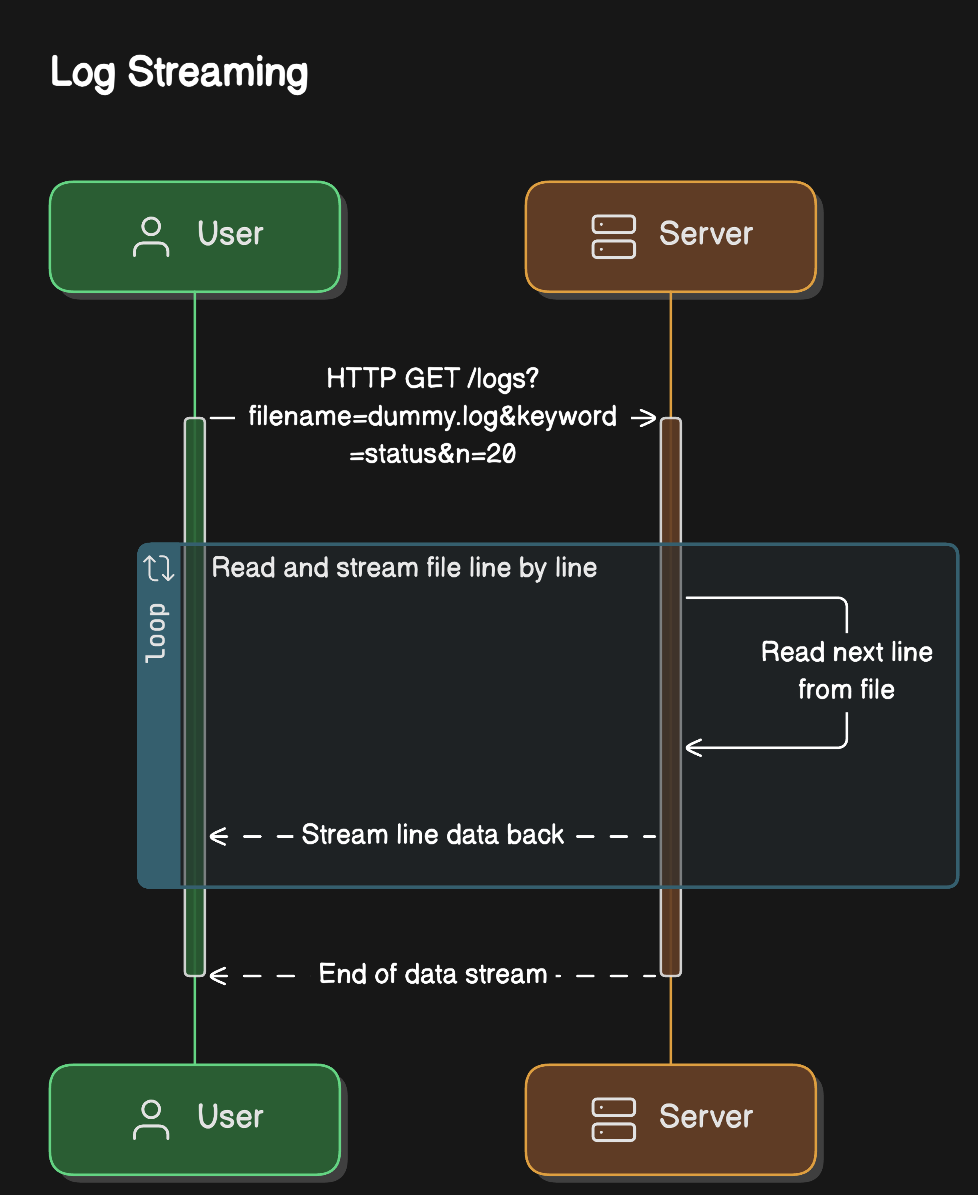 Log Streaming
User
Server
HTTP GET /logs?
filename=dummy.log&keyword
=status&n=20
loop
Read and stream file line by line
Read next line
from file
Stream line data back
End of data stream
User
Server